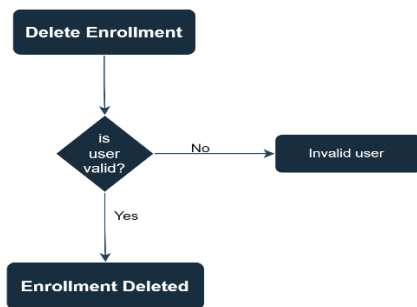 Delete Enrollment
is
user
valid?
No
Invalid user
Yes
Enrollment Deleted